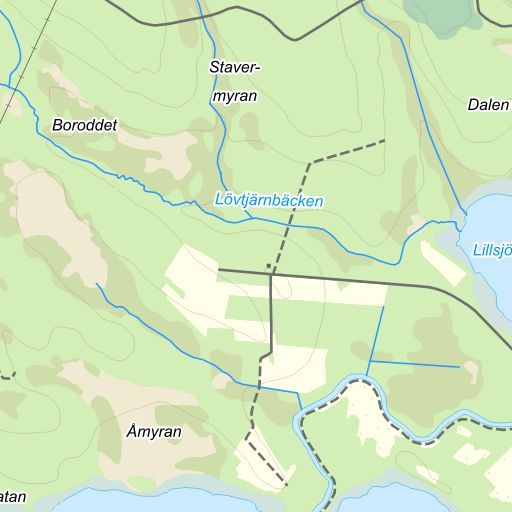 Staver-
myran
Dalen
Boroddet
Lövtjärnbäcken
Lillsjö
Åmyran
atan